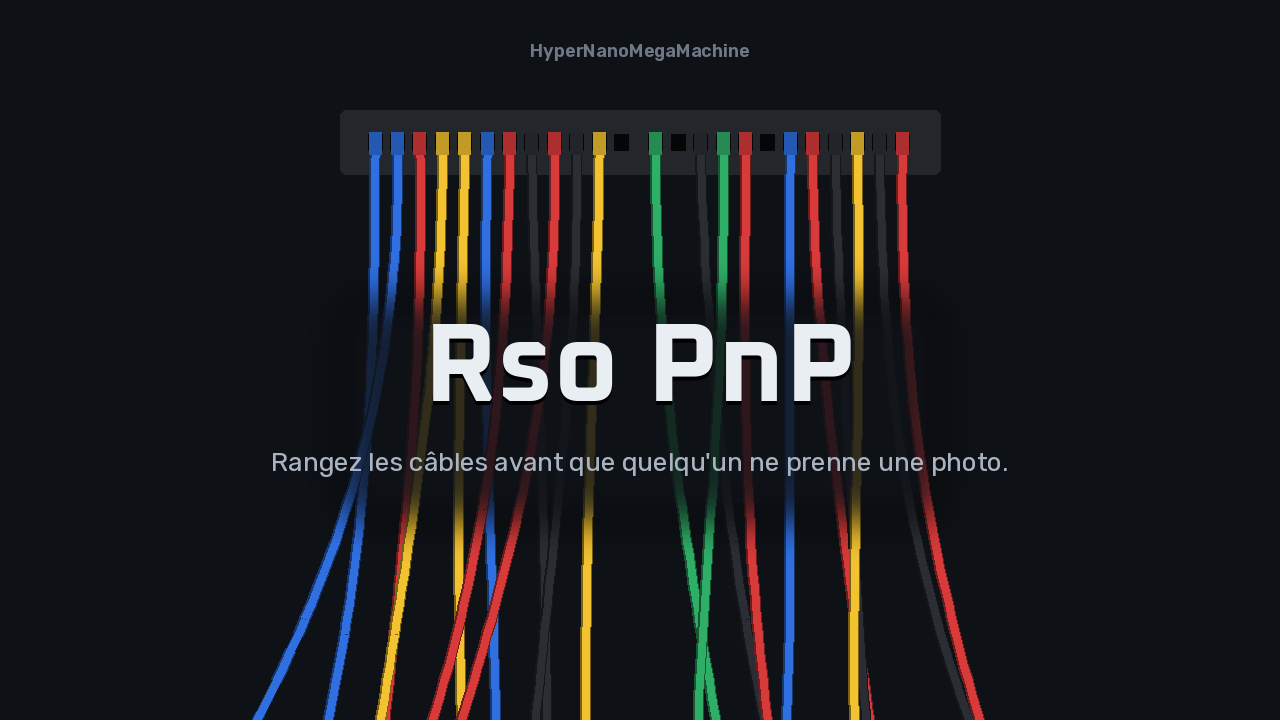 HyperNanoMegaMachine
Rso PnP
Rangez les câbles avant que quelqu'un ne prenne une photo.